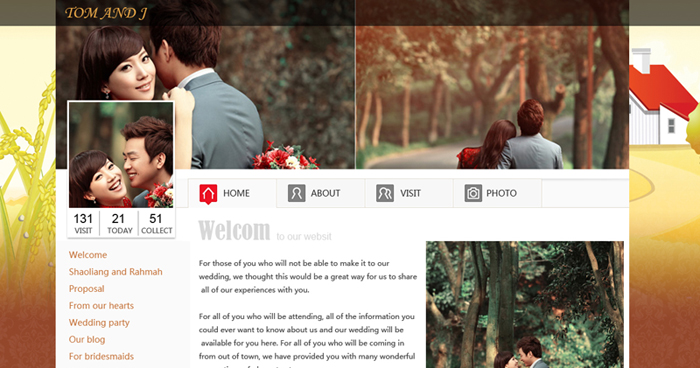 TOM AND J
131
VISIT
21
TODAY
51
COLLECT
HOME
ABOUT
VISIT
PHOTO
Welcome
Shaoliang and Rahmah
Proposal
From our hearts
Wedding party
Our blog
For bridesmaids
Welcom to our websit
For those of you who will not be able to make it to our
wedding, we thought this would be a great way for us to share
all of our experiences with you.
For all of you who will be attending, all of the information you
could ever want to know about us and our wedding will be
available for you here. For all of you who will be coming in
from out of town, we have provided you with many wonderful